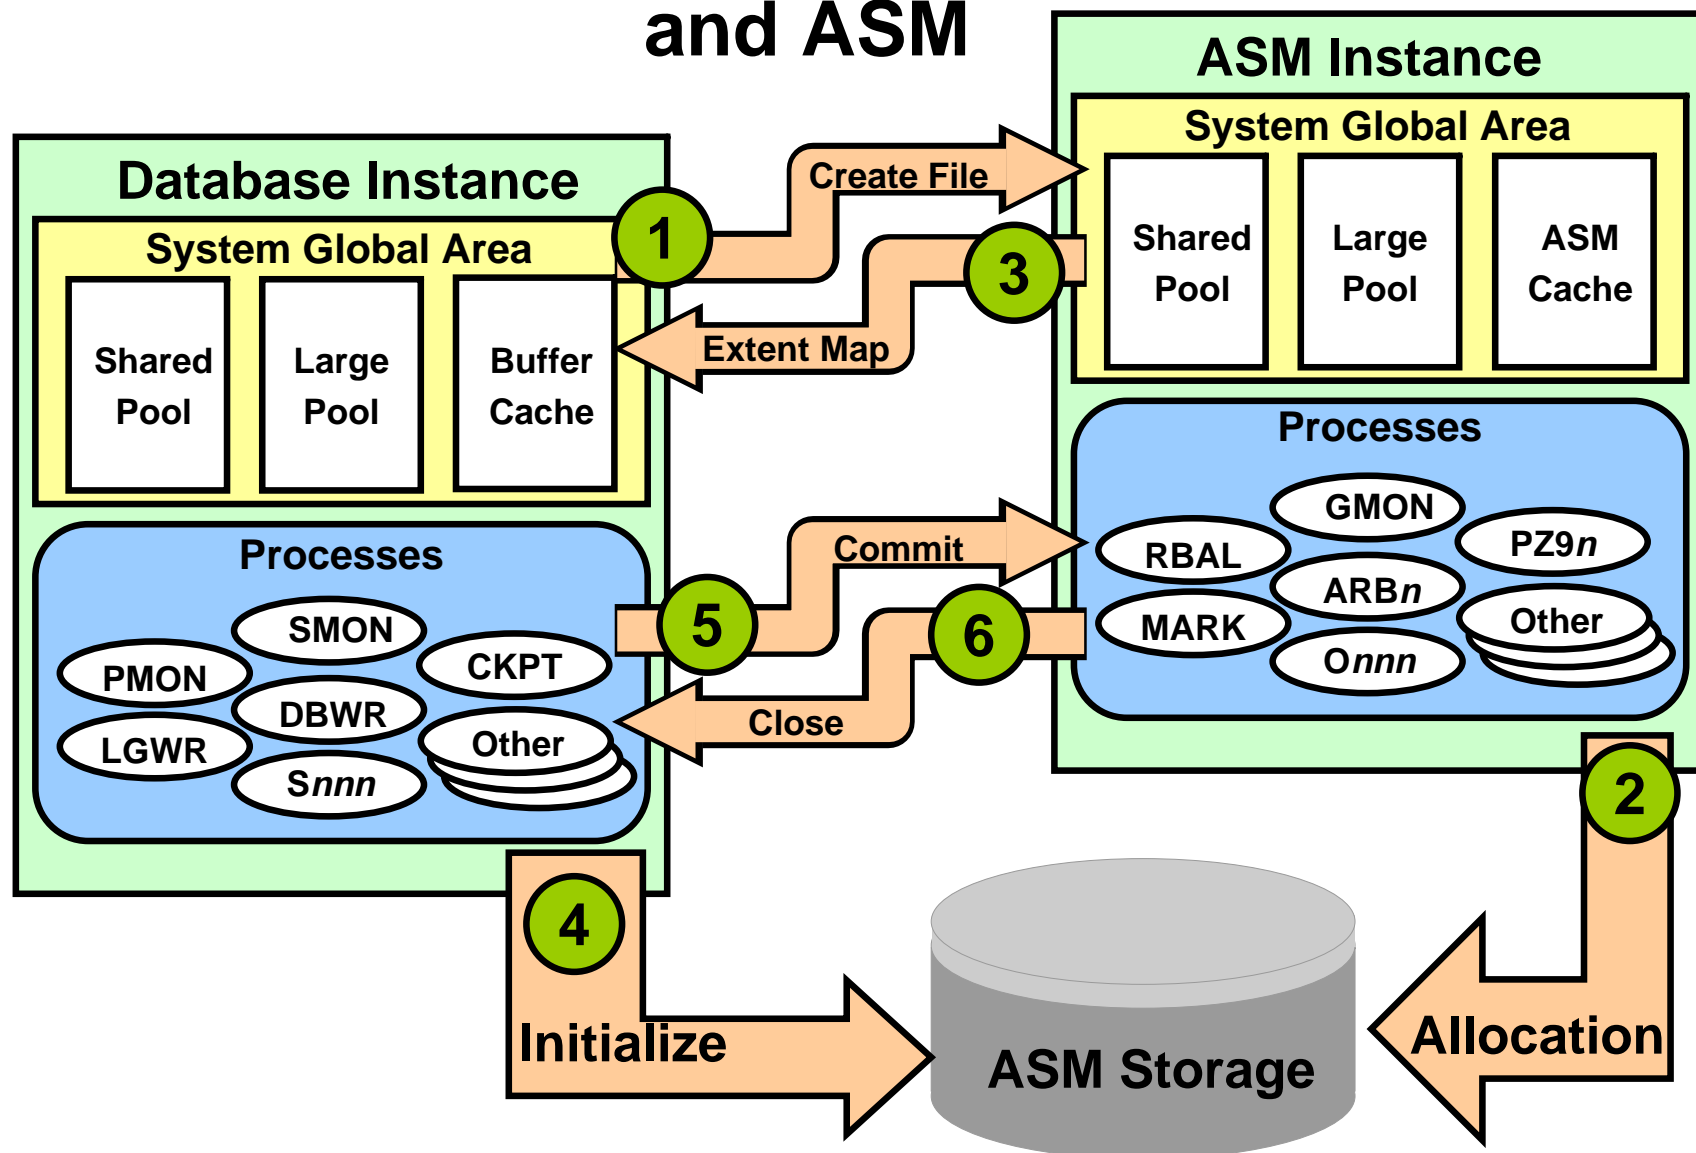 and ASM
ASM Instance
System Global Area
Shared
Pool
Large
Pool
ASM
Cache
Processes
GMON
RBAL
PZ9n
ARBn
MARK
Other
Onnn
Database Instance
System Global Area
Shared
Pool
Large
Pool
Buffer
Cache
Processes
SMON
PMON
CKPT
DBWR
LGWR
Other
Snnn
1
Create File
3
Extent Map
5
Commit
6
Close
2
Allocation
4
Initialize
ASM Storage